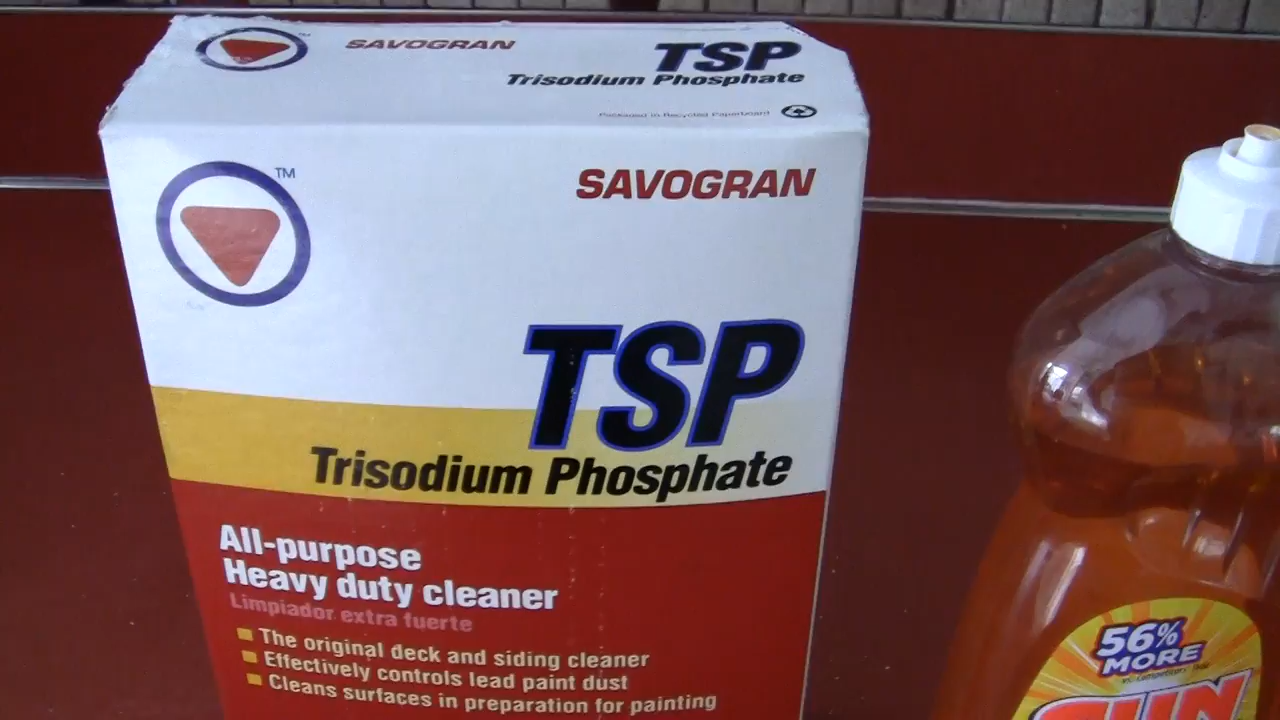 SAVOGRAN
TSP
Trisodium Phosphate
Packaged in Recycled Paperboard
TM
SAVOGRAN
TSP
Trisodium Phosphate
All-purpose
Heavy duty cleaner
Limpiador extra fuerte
The original deck and siding cleaner
Effectively controls lead paint dust
Cleans surfaces in preparation for painting
56%
MORE
SUN